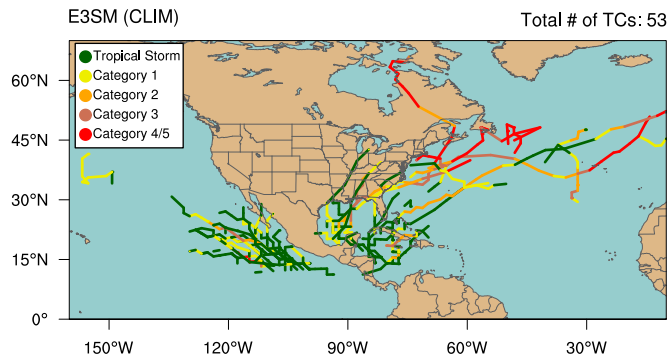 E3SM (CLIM)
Total # of TCs: 53
60°N
45°N
30°N
15°N
0°
Tropical Storm
Category 1
Category 2
Category 3
Category 4/5
150°W
120°W
90°W
60°W
30°W